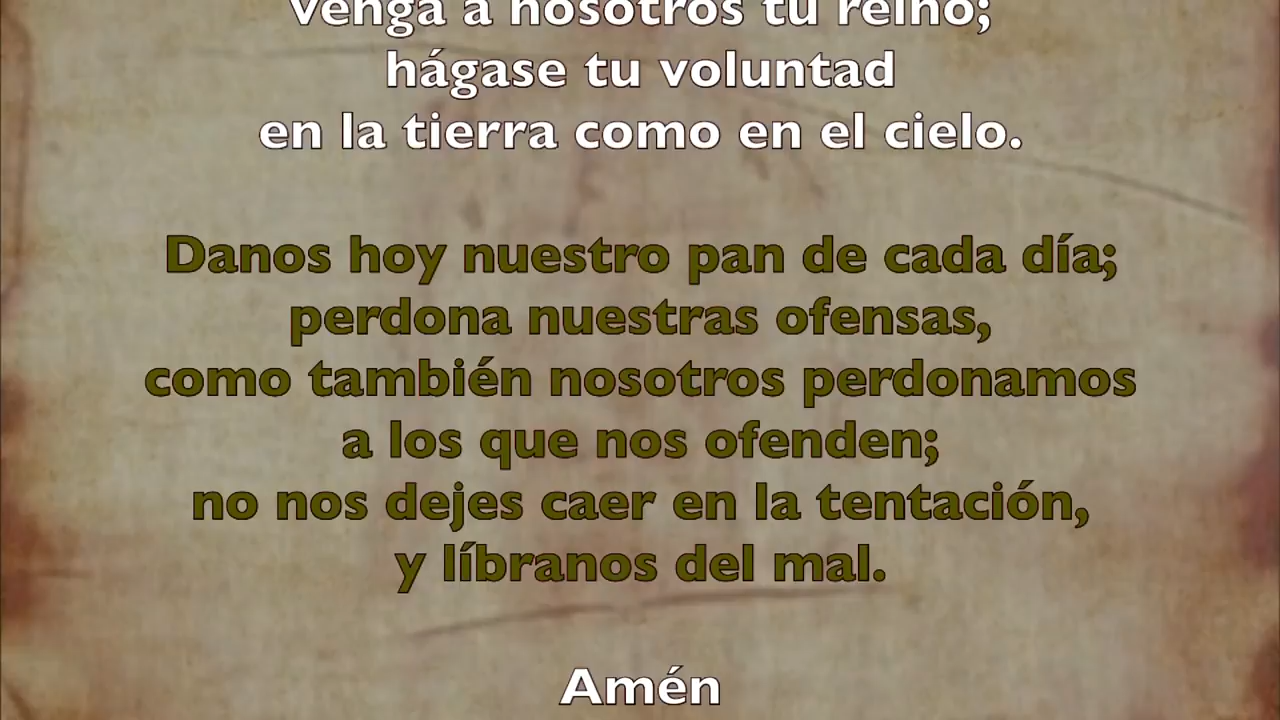 venga a nosotros tu reino;
hágase tu voluntad
en la tierra como en el cielo.
Danos hoy nuestro pan de cada día;
perdona nuestras ofensas,
como también nosotros perdonamos
a los que nos ofenden;
no nos dejes caer en la tentación,
y líbranos del mal.
Amén